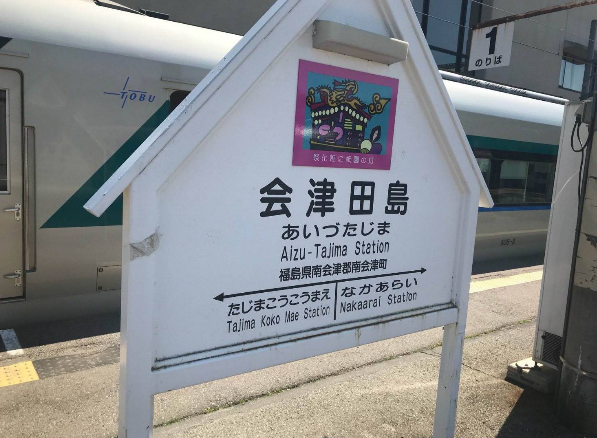 TOBU
1
のりば
会津田島
あいづたじま
Aizu-Tajima Station
福島県南会津郡南会津町
たじまこうこうまえ
Tajima Koko Mae Station
なかあらい
Nakaarai Station